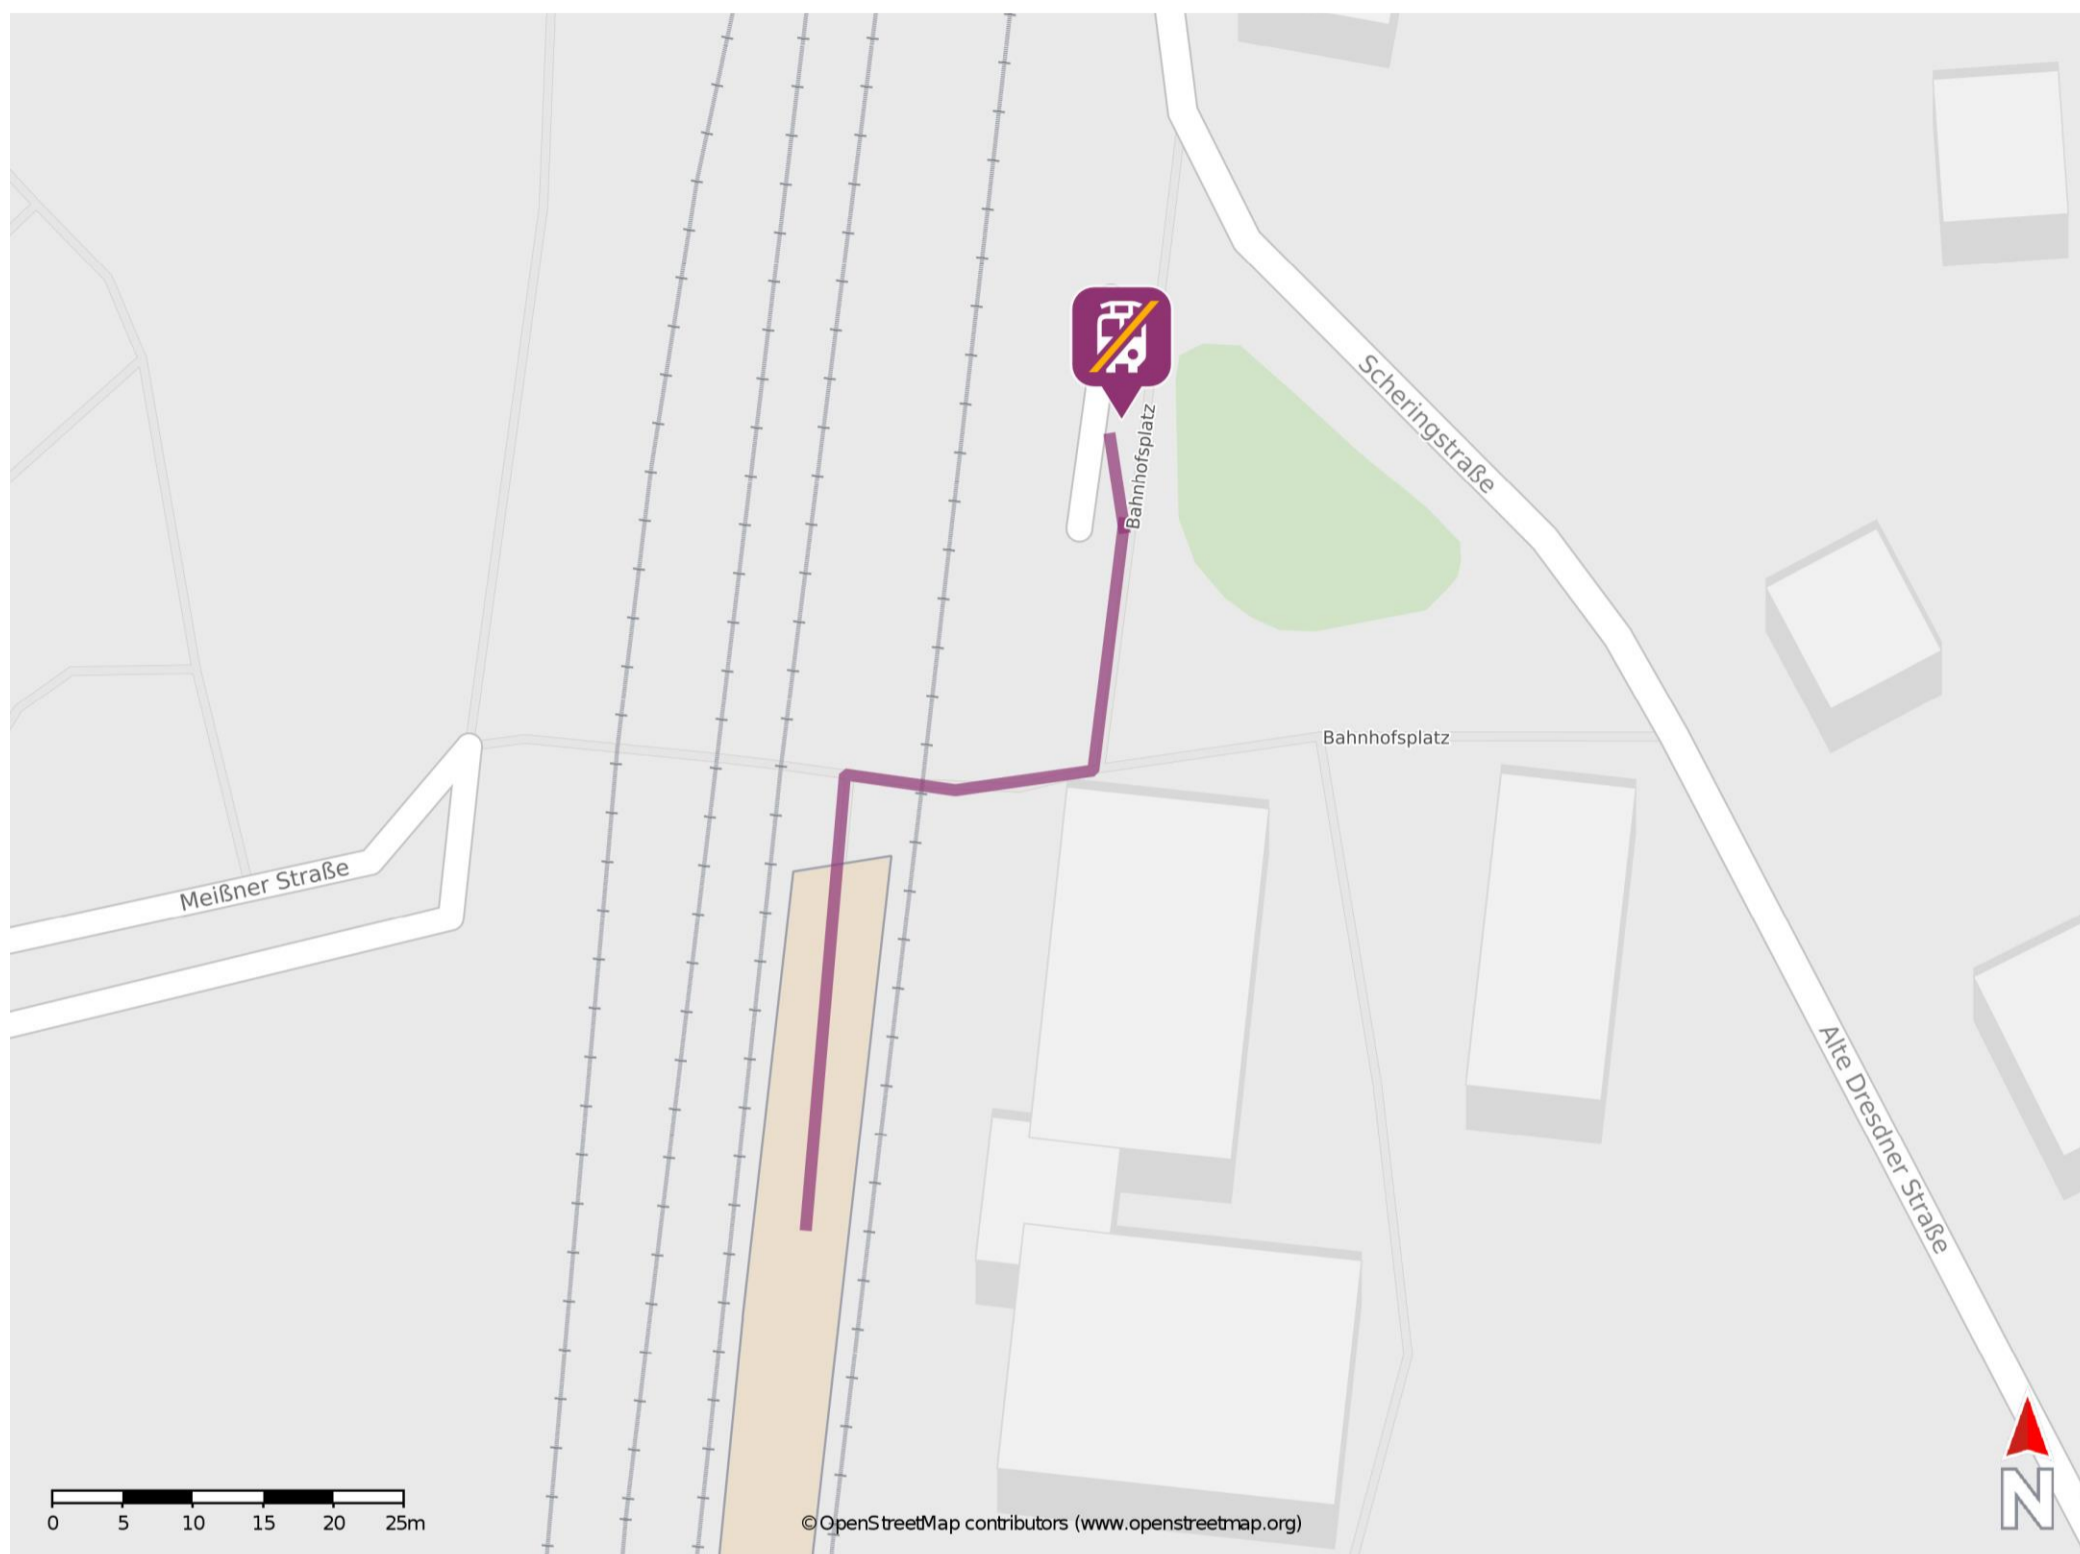 Scheringstraße
Bahnhofsplatz
Bahnhofsplatz
Meißner Straße
Alte Dresdner Straße
0 5 10 15 20 25m
©OpenStreetMap contributors (www.openstreetmap.org)
N